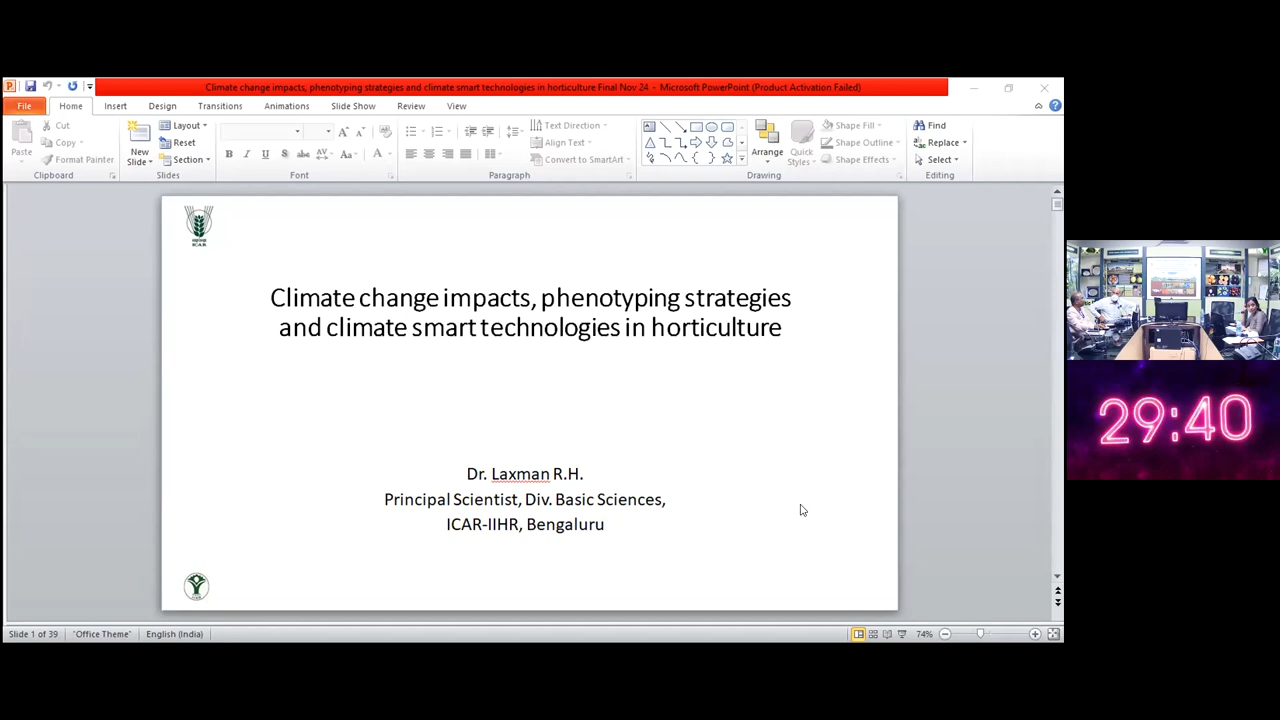 Climate change impacts, phenotyping strategies and climate smart technologies in horticulture Final Nov 24 - Microsoft PowerPoint (Product Activation Failed)
File Home Insert Design Transitions Animations Slide Show Review View
Paste
Cut
Copy
Format Painter
Clipboard
New Slide
Layout
Reset
Section
Slides
Font
Text Direction
Align Text
Convert to SmartArt
Paragraph
Arrange
Quick Styles
Shape Fill
Shape Outline
Shape Effects
Drawing
Find
Replace
Select
Editing
ICAR
Climate change impacts, phenotyping strategies
and climate smart technologies in horticulture
Dr. Laxman R.H.
Principal Scientist, Div. Basic Sciences,
ICAR-IIHR, Bengaluru
29:40
Slide 1 of 39 "Office Theme" English (India) 74%